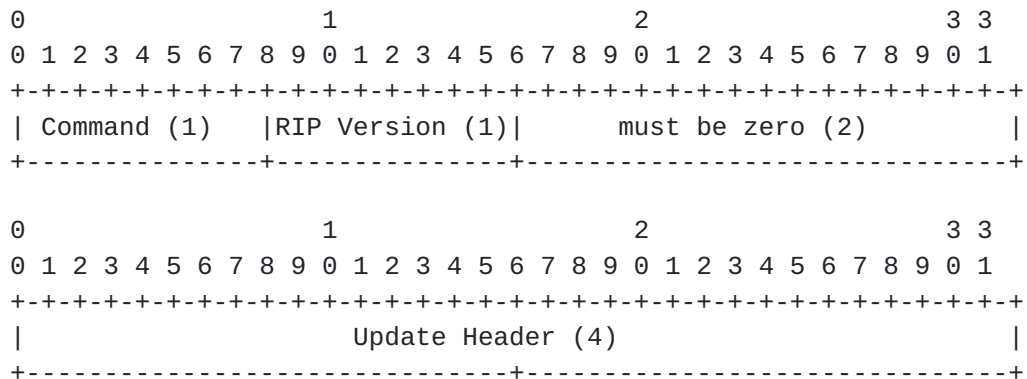 0                   1                   2                   3 3
0 1 2 3 4 5 6 7 8 9 0 1 2 3 4 5 6 7 8 9 0 1 2 3 4 5 6 7 8 9 0 1
+-+-+-+-+-+-+-+-+-+-+-+-+-+-+-+-+-+-+-+-+-+-+-+-+-+-+-+-+-+-+-+-+
| Command (1)   |RIP Version (1)|      must be zero (2)         |
+---------------+---------------+-------------------------------+

0                   1                   2                   3 3
0 1 2 3 4 5 6 7 8 9 0 1 2 3 4 5 6 7 8 9 0 1 2 3 4 5 6 7 8 9 0 1
+-+-+-+-+-+-+-+-+-+-+-+-+-+-+-+-+-+-+-+-+-+-+-+-+-+-+-+-+-+-+-+-+
|                     Update Header (4)                         |
+-------------------------------+-------------------------------+